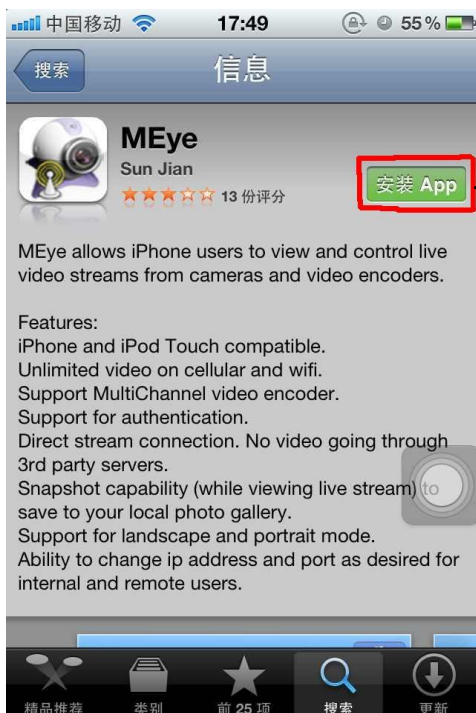 中国移动 17:49 55%
搜索 信息
MEye
Sun Jian
13 份评分
安装 App
MEye allows iPhone users to view and control live
video streams from cameras and video encoders.
Features:
iPhone and iPod Touch compatible.
Unlimited video on cellular and wifi.
Support MultiChannel video encoder.
Support for authentication.
Direct stream connection. No video going through
3rd party servers.
Snapshot capability (while viewing live stream) to
save to your local photo gallery.
Support for landscape and portrait mode.
Ability to change ip address and port as desired for
internal and remote users.
精品推荐 类别 前 25 项 搜索 更新